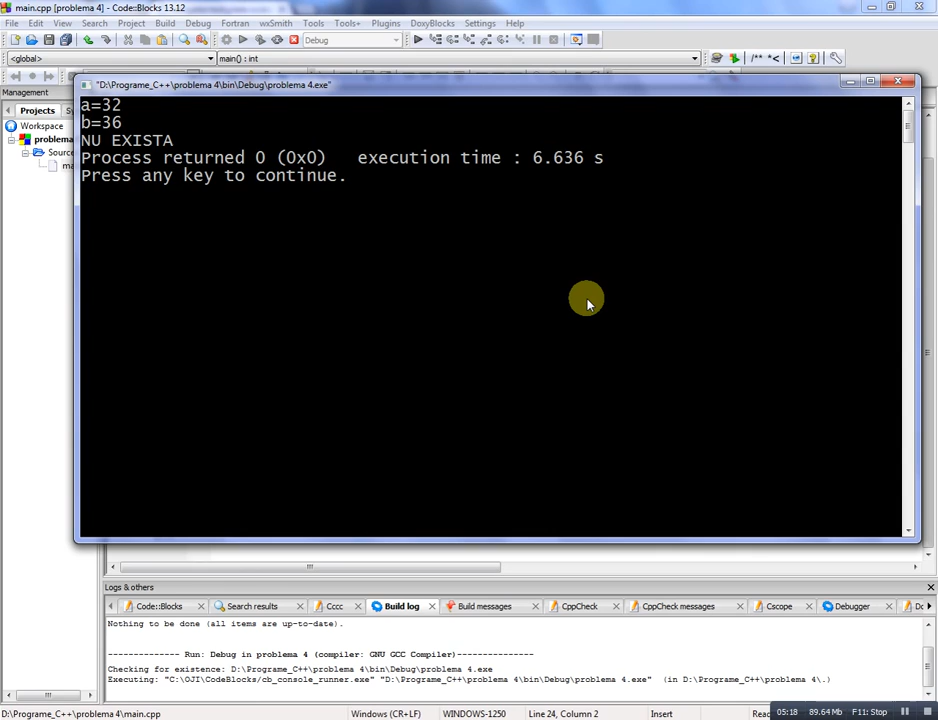 main.cpp [problema 4] - Code::Blocks 13.12
File Edit View Search Project Build Debug Fortran wxSmith Tools Tools+ Plugins DoxyBlocks Settings Help
Debug
<global> main() : int /** *<
Management
"D:\Programe_C++\problema 4\bin\Debug\problema 4.exe"
Projects Sy
Workspace
problema
Source
ma
a=32
b=36
NU EXISTA
Process returned 0 (0x0) execution time : 6.636 s
Press any key to continue.
Logs & others
Code::Blocks Search results Cccc Build log Build messages CppCheck CppCheck messages Cscope Debugger Do
Nothing to be done (all items are up-to-date).
-------------- Run: Debug in problema 4 (compiler: GNU GCC Compiler)---------------
Checking for existence: D:\Programe_C++\problema 4\bin\Debug\problema 4.exe
Executing: "C:\OJI\CodeBlocks/cb_console_runner.exe" "D:\Programe_C++\problema 4\bin\Debug\problema 4.exe" (in D:\Programe_C++\problema 4\.)
D:\Programe_C++\problema 4\main.cpp Windows (CR+LF) WINDOWS-1250 Line 24, Column 2 Insert Reac 05:18 89.64 Mb F11: Stop